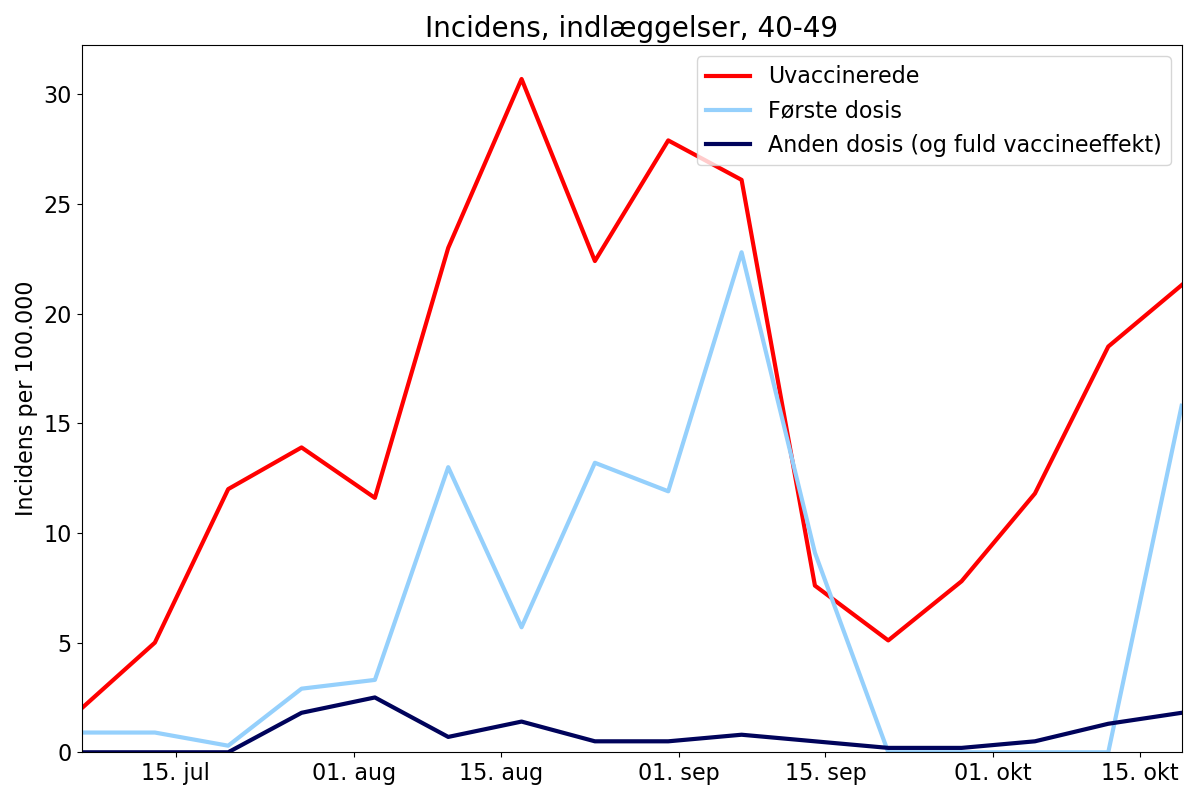 Incidens, indlæggelser, 40-49
Uvaccinerede
Første dosis
Anden dosis (og fuld vaccineeffekt)
Incidens per 100.000
30
25
20
15
10
5
0
15. jul
01. aug
15. aug
01. sep
15. sep
01. okt
15. okt